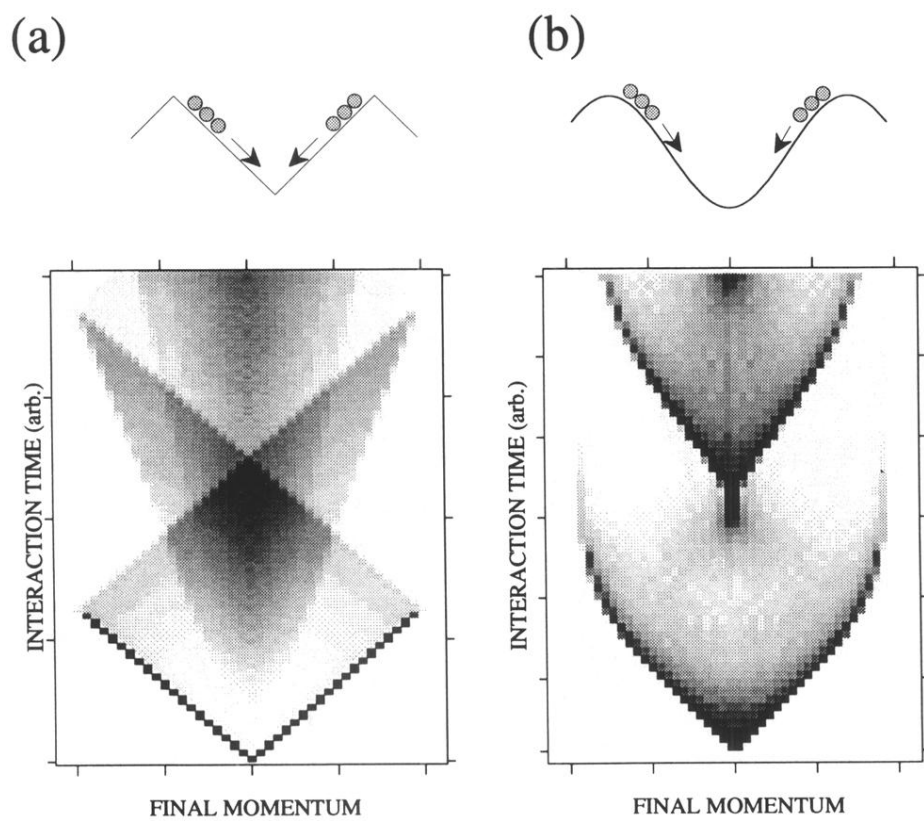 (a)
(b)
INTERACTION TIME (arb.)
FINAL MOMENTUM
INTERACTION TIME (arb.)
FINAL MOMENTUM